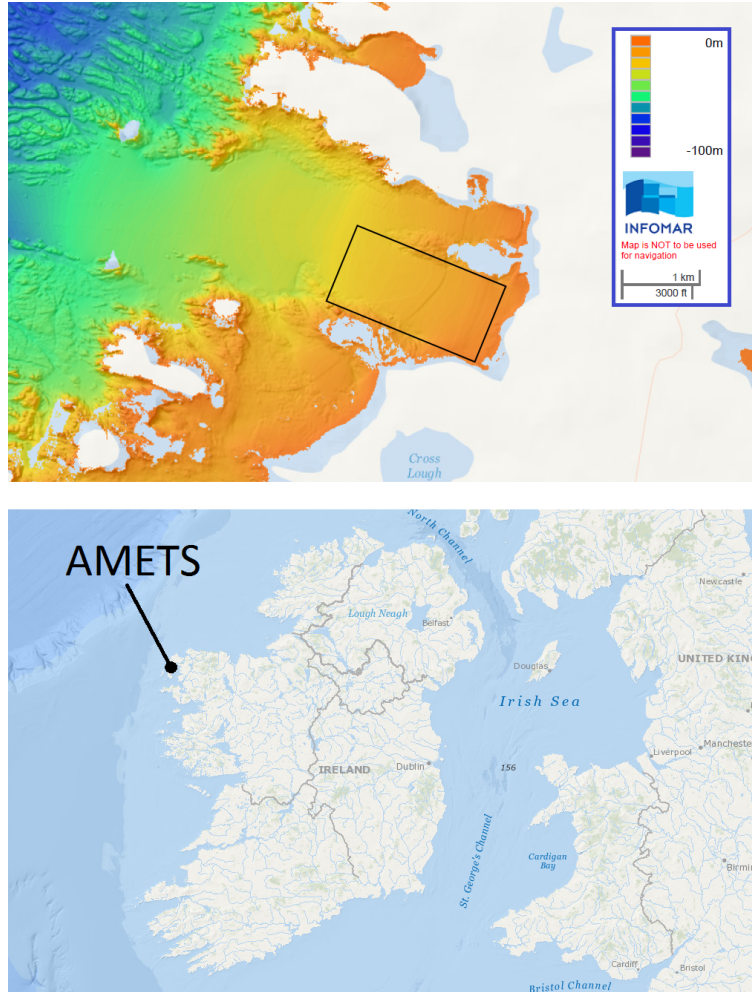 0m
-100m
INFOMAR
Map is NOT to be used
for navigation
1 km
3000 ft
Cross
Lough
AMETS
North Channel
Newcastle
Lough Neagh
Belfast
Douglas
UNITED KIN
Irish Sea
Liverpool
Manchester
IRELAND
Dublin
156
St. George's Channel
Cardigan
Bay
Birmin
Cardiff
Bristol
Bristol Channel